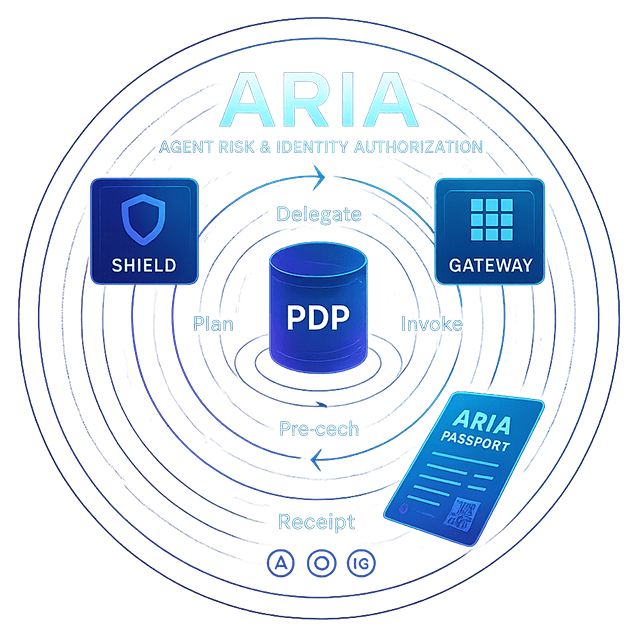 ARIA
AGENT RISK & IDENTITY AUTHORIZATION
Delegate
SHIELD
GATEWAY
PDP
Plan
Invoke
ARIA
PASSPORT
Pre-cech
Receipt
A O IG